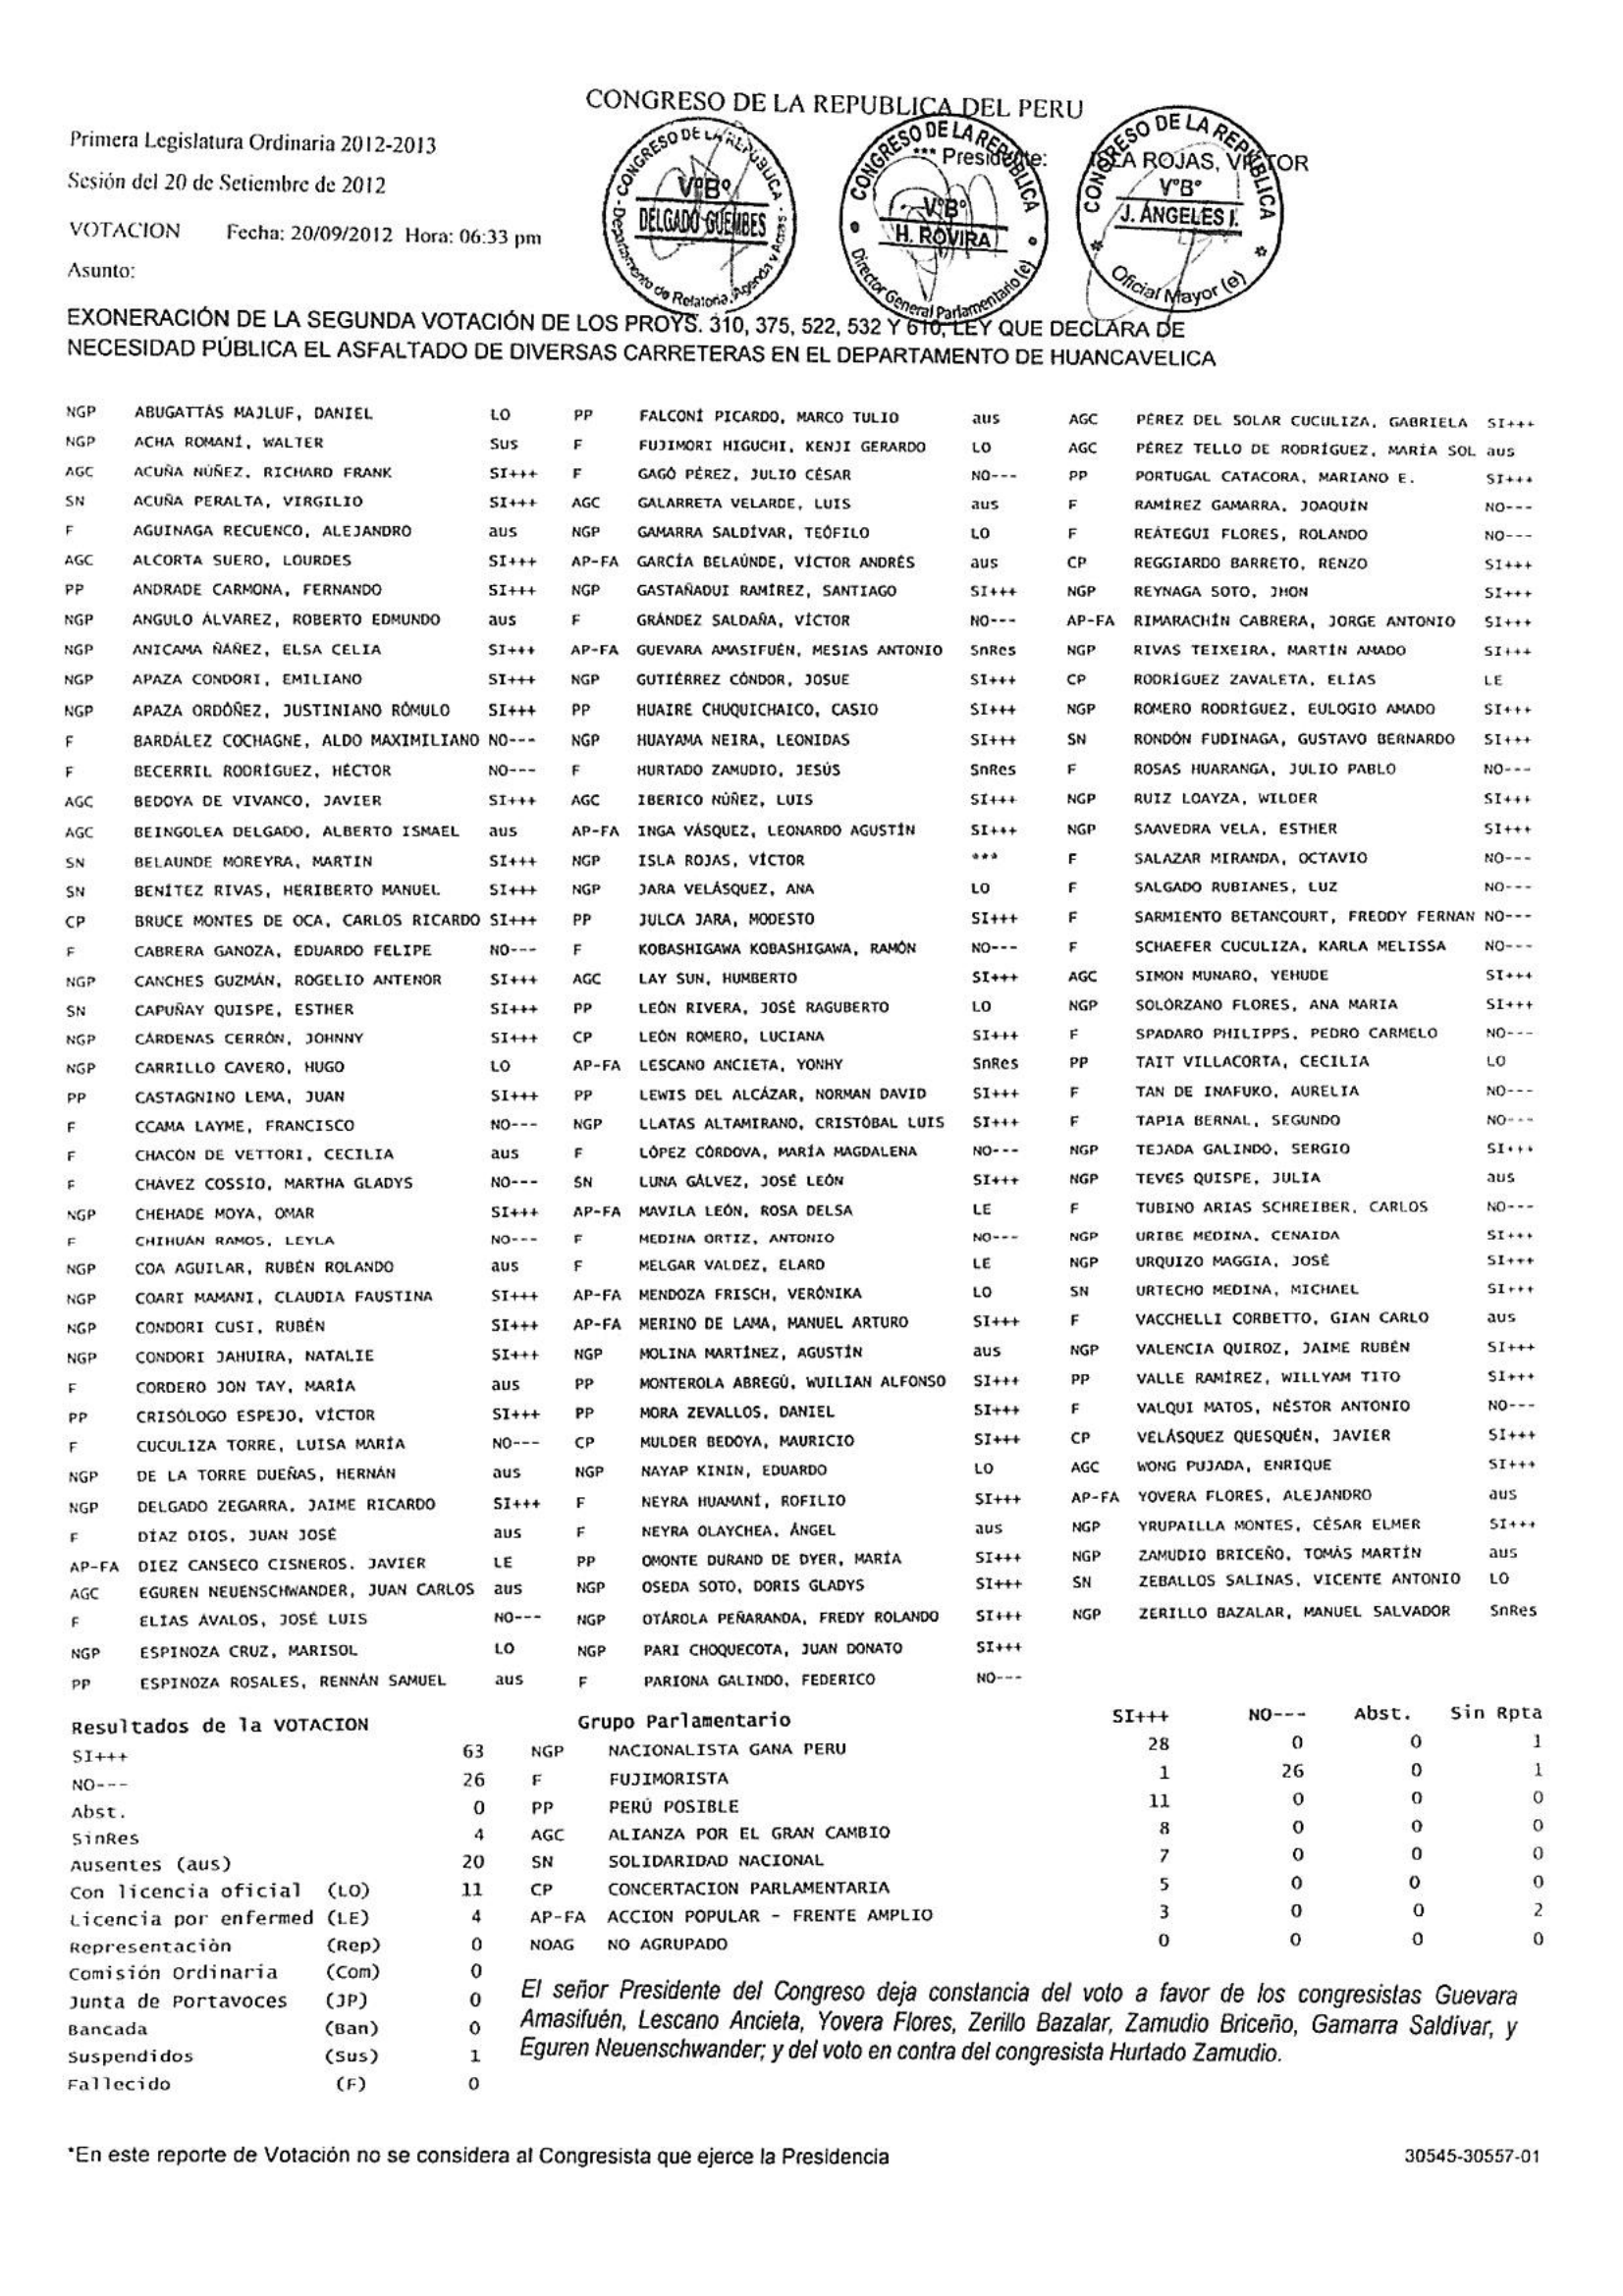 CONGRESO DE LA REPUBLICA DEL PERU
Primera Legislatura Ordinaria 2012-2013
*** Presidente: ISLA ROJAS, VICTOR
Sesión del 20 de Setiembre de 2012
VOTACION Fecha: 20/09/2012 Hora: 06:33 pm
Asunto:
CONGRESO DE LA REPÚBLICA - Departamento de Relatoria, Agenda y Actas -
V°B°
DELGADO GUEMBES
CONGRESO DE LA REPÚBLICA
V°B°
H. ROVIRA
Director General Parlamentario (e)
CONGRESO DE LA REPÚBLICA
V°B°
J. ÁNGELES I.
Oficial Mayor (e)
EXONERACIÓN DE LA SEGUNDA VOTACIÓN DE LOS PROYS. 310, 375, 522, 532 Y 610, LEY QUE DECLARA DE
NECESIDAD PÚBLICA EL ASFALTADO DE DIVERSAS CARRETERAS EN EL DEPARTAMENTO DE HUANCAVELICA
NGP ABUGATTÁS MAJLUF, DANIEL LO
NGP ACHA ROMANÍ, WALTER Sus
AGC ACUÑA NÚÑEZ, RICHARD FRANK SI+++
SN ACUÑA PERALTA, VIRGILIO SI+++
F AGUINAGA RECUENCO, ALEJANDRO aus
AGC ALCORTA SUERO, LOURDES SI+++
PP ANDRADE CARMONA, FERNANDO SI+++
NGP ANGULO ÁLVAREZ, ROBERTO EDMUNDO aus
NGP ANICAMA ÑÁÑEZ, ELSA CELIA SI+++
NGP APAZA CONDORI, EMILIANO SI+++
NGP APAZA ORDÓÑEZ, JUSTINIANO RÓMULO SI+++
F BARDÁLEZ COCHAGNE, ALDO MAXIMILIANO NO---
F BECERRIL RODRÍGUEZ, HÉCTOR NO---
AGC BEDOYA DE VIVANCO, JAVIER SI+++
AGC BEINGOLEA DELGADO, ALBERTO ISMAEL aus
SN BELAUNDE MOREYRA, MARTIN SI+++
SN BENÍTEZ RIVAS, HERIBERTO MANUEL SI+++
CP BRUCE MONTES DE OCA, CARLOS RICARDO SI+++
F CABRERA GANOZA, EDUARDO FELIPE NO---
NGP CANCHES GUZMÁN, ROGELIO ANTENOR SI+++
SN CAPUÑAY QUISPE, ESTHER SI+++
NGP CÁRDENAS CERRÓN, JOHNNY SI+++
NGP CARRILLO CAVERO, HUGO LO
PP CASTAGNINO LEMA, JUAN SI+++
F CCAMA LAYME, FRANCISCO NO---
F CHACÓN DE VETTORI, CECILIA aus
F CHÁVEZ COSSÍO, MARTHA GLADYS NO---
NGP CHEHADE MOYA, OMAR SI+++
F CHIHUÁN RAMOS, LEYLA NO---
NGP COA AGUILAR, RUBÉN ROLANDO aus
NGP COARI MAMANI, CLAUDIA FAUSTINA SI+++
NGP CONDORI CUSI, RUBÉN SI+++
NGP CONDORI JAHUIRA, NATALIE SI+++
F CORDERO JON TAY, MARÍA aus
PP CRISÓLOGO ESPEJO, VÍCTOR SI+++
F CUCULIZA TORRE, LUISA MARÍA NO---
NGP DE LA TORRE DUEÑAS, HERNÁN aus
NGP DELGADO ZEGARRA, JAIME RICARDO SI+++
F DÍAZ DIOS, JUAN JOSÉ aus
AP-FA DIEZ CANSECO CISNEROS. JAVIER LE
AGC EGUREN NEUENSCHWANDER, JUAN CARLOS aus
F ELÍAS ÁVALOS, JOSÉ LUIS NO---
NGP ESPINOZA CRUZ, MARISOL LO
PP ESPINOZA ROSALES, RENNÁN SAMUEL aus
PP FALCONÍ PICARDO, MARCO TULIO aus
F FUJIMORI HIGUCHI, KENJI GERARDO LO
F GAGÓ PÉREZ, JULIO CÉSAR NO---
AGC GALARRETA VELARDE, LUIS aus
NGP GAMARRA SALDÍVAR, TEÓFILO LO
AP-FA GARCÍA BELAÚNDE, VÍCTOR ANDRÉS aus
NGP GASTAÑADUI RAMÍREZ, SANTIAGO SI+++
F GRÁNDEZ SALDAÑA, VÍCTOR NO---
AP-FA GUEVARA AMASIFUÉN, MESIAS ANTONIO SnRes
NGP GUTIÉRREZ CÓNDOR, JOSUE SI+++
PP HUAIRE CHUQUICHAICO, CASIO SI+++
NGP HUAYAMA NEIRA, LEONIDAS SI+++
F HURTADO ZAMUDIO, JESÚS SnRes
AGC IBERICO NÚÑEZ, LUIS SI+++
AP-FA INGA VÁSQUEZ, LEONARDO AGUSTÍN SI+++
NGP ISLA ROJAS, VÍCTOR ***
NGP JARA VELÁSQUEZ, ANA LO
PP JULCA JARA, MODESTO SI+++
F KOBASHIGAWA KOBASHIGAWA, RAMÓN NO---
AGC LAY SUN, HUMBERTO SI+++
PP LEÓN RIVERA, JOSÉ RAGUBERTO LO
CP LEÓN ROMERO, LUCIANA SI+++
AP-FA LESCANO ANCIETA, YONHY SnRes
PP LEWIS DEL ALCÁZAR, NORMAN DAVID SI+++
NGP LLATAS ALTAMIRANO, CRISTÓBAL LUIS SI+++
F LÓPEZ CÓRDOVA, MARÍA MAGDALENA NO---
SN LUNA GÁLVEZ, JOSÉ LEÓN SI+++
AP-FA MAVILA LEÓN, ROSA DELSA LE
F MEDINA ORTIZ, ANTONIO NO---
F MELGAR VALDEZ, ELARD LE
AP-FA MENDOZA FRISCH, VERÓNIKA LO
AP-FA MERINO DE LAMA, MANUEL ARTURO SI+++
NGP MOLINA MARTÍNEZ, AGUSTÍN aus
PP MONTEROLA ABREGÚ, WUILIAN ALFONSO SI+++
PP MORA ZEVALLOS, DANIEL SI+++
CP MULDER BEDOYA, MAURICIO SI+++
NGP NAYAP KININ, EDUARDO LO
F NEYRA HUAMANÍ, ROFILIO SI+++
F NEYRA OLAYCHEA, ÁNGEL aus
PP OMONTE DURAND DE DYER, MARÍA SI+++
NGP OSEDA SOTO, DORIS GLADYS SI+++
NGP OTÁROLA PEÑARANDA, FREDY ROLANDO SI+++
NGP PARI CHOQUECOTA, JUAN DONATO SI+++
F PARIONA GALINDO, FEDERICO NO---
AGC PÉREZ DEL SOLAR CUCULIZA, GABRIELA SI+++
AGC PÉREZ TELLO DE RODRÍGUEZ, MARÍA SOL aus
PP PORTUGAL CATACORA, MARIANO E. SI+++
F RAMÍREZ GAMARRA, JOAQUÍN NO---
F REÁTEGUI FLORES, ROLANDO NO---
CP REGGIARDO BARRETO, RENZO SI+++
NGP REYNAGA SOTO, JHON SI+++
AP-FA RIMARACHÍN CABRERA, JORGE ANTONIO SI+++
NGP RIVAS TEIXEIRA, MARTÍN AMADO SI+++
CP RODRÍGUEZ ZAVALETA, ELÍAS LE
NGP ROMERO RODRÍGUEZ, EULOGIO AMADO SI+++
SN RONDÓN FUDINAGA, GUSTAVO BERNARDO SI+++
F ROSAS HUARANGA, JULIO PABLO NO---
NGP RUIZ LOAYZA, WILDER SI+++
NGP SAAVEDRA VELA, ESTHER SI+++
F SALAZAR MIRANDA, OCTAVIO NO---
F SALGADO RUBIANES, LUZ NO---
F SARMIENTO BETANCOURT, FREDDY FERNAN NO---
F SCHAEFER CUCULIZA, KARLA MELISSA NO---
AGC SIMON MUNARO, YEHUDE SI+++
NGP SOLÓRZANO FLORES, ANA MARIA SI+++
F SPADARO PHILIPPS, PEDRO CARMELO NO---
PP TAIT VILLACORTA, CECILIA LO
F TAN DE INAFUKO, AURELIA NO---
F TAPIA BERNAL, SEGUNDO NO---
NGP TEJADA GALINDO, SERGIO SI+++
NGP TEVES QUISPE, JULIA aus
F TUBINO ARIAS SCHREIBER, CARLOS NO---
NGP URIBE MEDINA, CENAIDA SI+++
NGP URQUIZO MAGGIA, JOSÉ SI+++
SN URTECHO MEDINA, MICHAEL SI+++
F VACCHELLI CORBETTO, GIAN CARLO aus
NGP VALENCIA QUIROZ, JAIME RUBÉN SI+++
PP VALLE RAMÍREZ, WILLYAM TITO SI+++
F VALQUI MATOS, NÉSTOR ANTONIO NO---
CP VELÁSQUEZ QUESQUÉN, JAVIER SI+++
AGC WONG PUJADA, ENRIQUE SI+++
AP-FA YOVERA FLORES, ALEJANDRO aus
NGP YRUPAILLA MONTES, CÉSAR ELMER SI+++
NGP ZAMUDIO BRICEÑO, TOMÁS MARTÍN aus
SN ZEBALLOS SALINAS, VICENTE ANTONIO LO
NGP ZERILLO BAZALAR, MANUEL SALVADOR SnRes
Resultados de la VOTACION
SI+++ 63
NO--- 26
Abst. 0
SinRes 4
Ausentes (aus) 20
Con licencia oficial (LO) 11
Licencia por enfermed (LE) 4
Representación (Rep) 0
Comisión Ordinaria (Com) 0
Junta de Portavoces (JP) 0
Bancada (Ban) 0
Suspendidos (Sus) 1
Fallecido (F) 0
Grupo Parlamentario SI+++ NO--- Abst. Sin Rpta
NGP NACIONALISTA GANA PERU 28 0 0 1
F FUJIMORISTA 1 26 0 1
PP PERÚ POSIBLE 11 0 0 0
AGC ALIANZA POR EL GRAN CAMBIO 8 0 0 0
SN SOLIDARIDAD NACIONAL 7 0 0 0
CP CONCERTACION PARLAMENTARIA 5 0 0 0
AP-FA ACCION POPULAR - FRENTE AMPLIO 3 0 0 2
NOAG NO AGRUPADO 0 0 0 0
El señor Presidente del Congreso deja constancia del voto a favor de los congresistas Guevara
Amasifuén, Lescano Ancieta, Yovera Flores, Zerillo Bazalar, Zamudio Briceño, Gamarra Saldivar, y
Eguren Neuenschwander; y del voto en contra del congresista Hurtado Zamudio.
*En este reporte de Votación no se considera al Congresista que ejerce la Presidencia
30545-30557-01